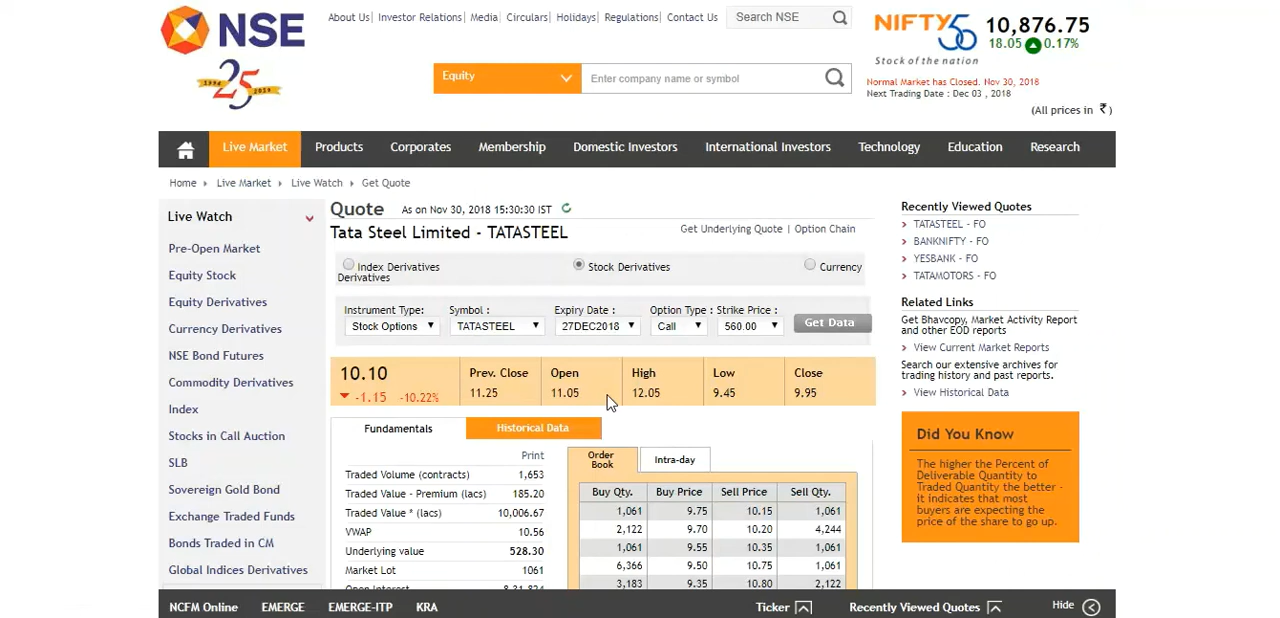 NSE
1994 25 2018
About Us| Investor Relations| Media| Circulars| Holidays| Regulations| Contact Us
Search NSE
Equity
Enter company name or symbol
NIFTY 50
Stock of the nation
10,876.75
18.05 0.17%
Normal Market has Closed. Nov 30, 2018
Next Trading Date : Dec 03 , 2018
(All prices in ₹ )
Live Market Products Corporates Membership Domestic Investors International Investors Technology Education Research
Home Live Market Live Watch Get Quote
Live Watch
Pre-Open Market
Equity Stock
Equity Derivatives
Currency Derivatives
NSE Bond Futures
Commodity Derivatives
Index
Stocks in Call Auction
SLB
Sovereign Gold Bond
Exchange Traded Funds
Bonds Traded in CM
Global Indices Derivatives
Quote As on Nov 30, 2018 15:30:30 IST
Tata Steel Limited - TATASTEEL
Get Underlying Quote | Option Chain
Index Derivatives Stock Derivatives Currency
Derivatives
Instrument Type: Symbol : Expiry Date : Option Type : Strike Price :
Stock Options TATASTEEL 27DEC2018 Call 560.00 Get Data
10.10 Prev. Close Open High Low Close
-1.15 -10.22% 11.25 11.05 12.05 9.45 9.95
Fundamentals Historical Data
Print
Traded Volume (contracts) 1,653
Traded Value - Premium (lacs) 185.20
Traded Value * (lacs) 10,006.67
VWAP 10.56
Underlying value 528.30
Market Lot 1061
Order
Book
Intra-day
Buy Qty. Buy Price Sell Price Sell Qty.
1,061 9.75 10.15 1,061
2,122 9.70 10.20 4,244
1,061 9.55 10.35 1,061
6,366 9.50 10.75 1,061
3,183 9.35 10.80 2,122
Recently Viewed Quotes
TATASTEEL - FO
BANKNIFTY - FO
YESBANK - FO
TATAMOTORS - FO
Related Links
Get Bhavcopy, Market Activity Report
and other EOD reports
View Current Market Reports
Search our extensive archives for
trading history and past reports.
View Historical Data
Did You Know
The higher the Percent of
Deliverable Quantity to
Traded Quantity the better -
it indicates that most
buyers are expecting the
price of the share to go up.
NCFM Online EMERGE EMERGE-ITP KRA Ticker Recently Viewed Quotes Hide